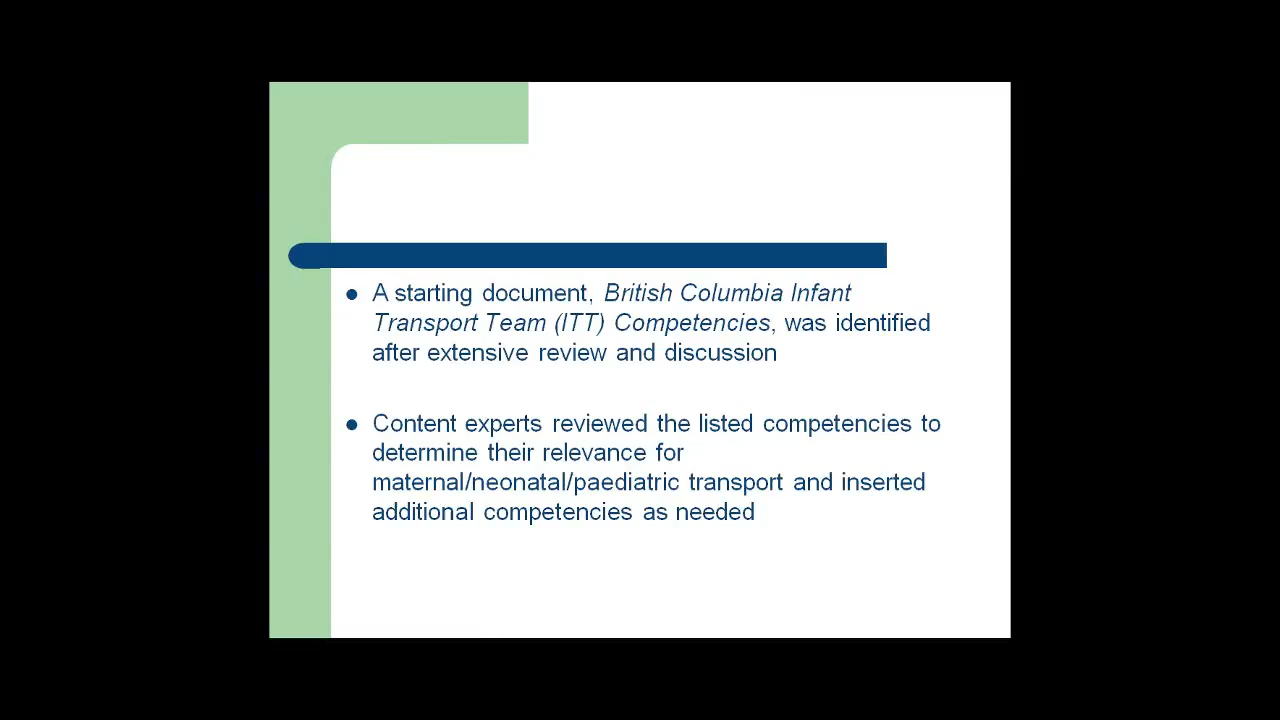 A starting document, British Columbia Infant
Transport Team (ITT) Competencies, was identified
after extensive review and discussion
Content experts reviewed the listed competencies to
determine their relevance for
maternal/neonatal/paediatric transport and inserted
additional competencies as needed